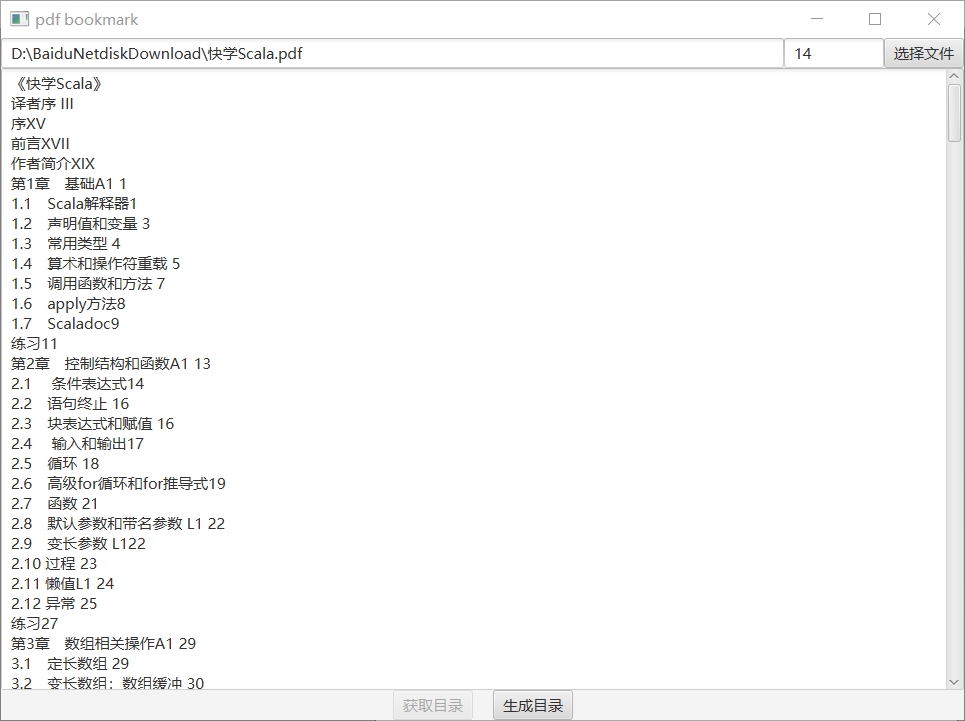 pdf bookmark
D:\BaiduNetdiskDownload\快学Scala.pdf 14 选择文件
《快学Scala》
译者序 III
序XV
前言XVII
作者简介XIX
第1章　基础A1 1
1.1　Scala解释器1
1.2　声明值和变量 3
1.3　常用类型 4
1.4　算术和操作符重载 5
1.5　调用函数和方法 7
1.6　apply方法8
1.7　Scaladoc9
练习11
第2章　控制结构和函数A1 13
2.1　 条件表达式14
2.2　语句终止 16
2.3　块表达式和赋值 16
2.4　 输入和输出17
2.5　循环 18
2.6　高级for循环和for推导式19
2.7　函数 21
2.8　默认参数和带名参数 L1 22
2.9　变长参数 L122
2.10 过程 23
2.11 懒值L1 24
2.12 异常 25
练习27
第3章　数组相关操作A1 29
3.1　定长数组 29
3.2　变长数组：数组缓冲 30
获取目录 生成目录